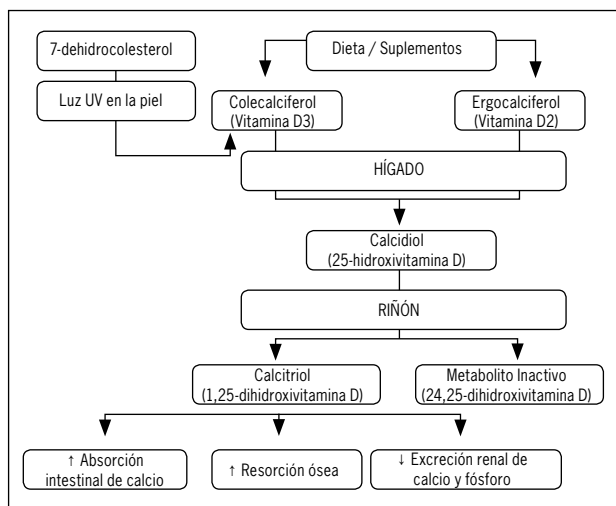 7-dehidrocolesterol
Dieta / Suplementos
Luz UV en la piel
Colecalciferol
(Vitamina D3)
Ergocalciferol
(Vitamina D2)
HÍGADO
Calcidiol
(25-hidroxivitamina D)
RIÑÓN
Calcitriol
(1,25-dihidroxivitamina D)
Metabolito Inactivo
(24,25-dihidroxivitamina D)
↑ Absorción
intestinal de calcio
↑ Resorción ósea
↓ Excreción renal de
calcio y fósforo